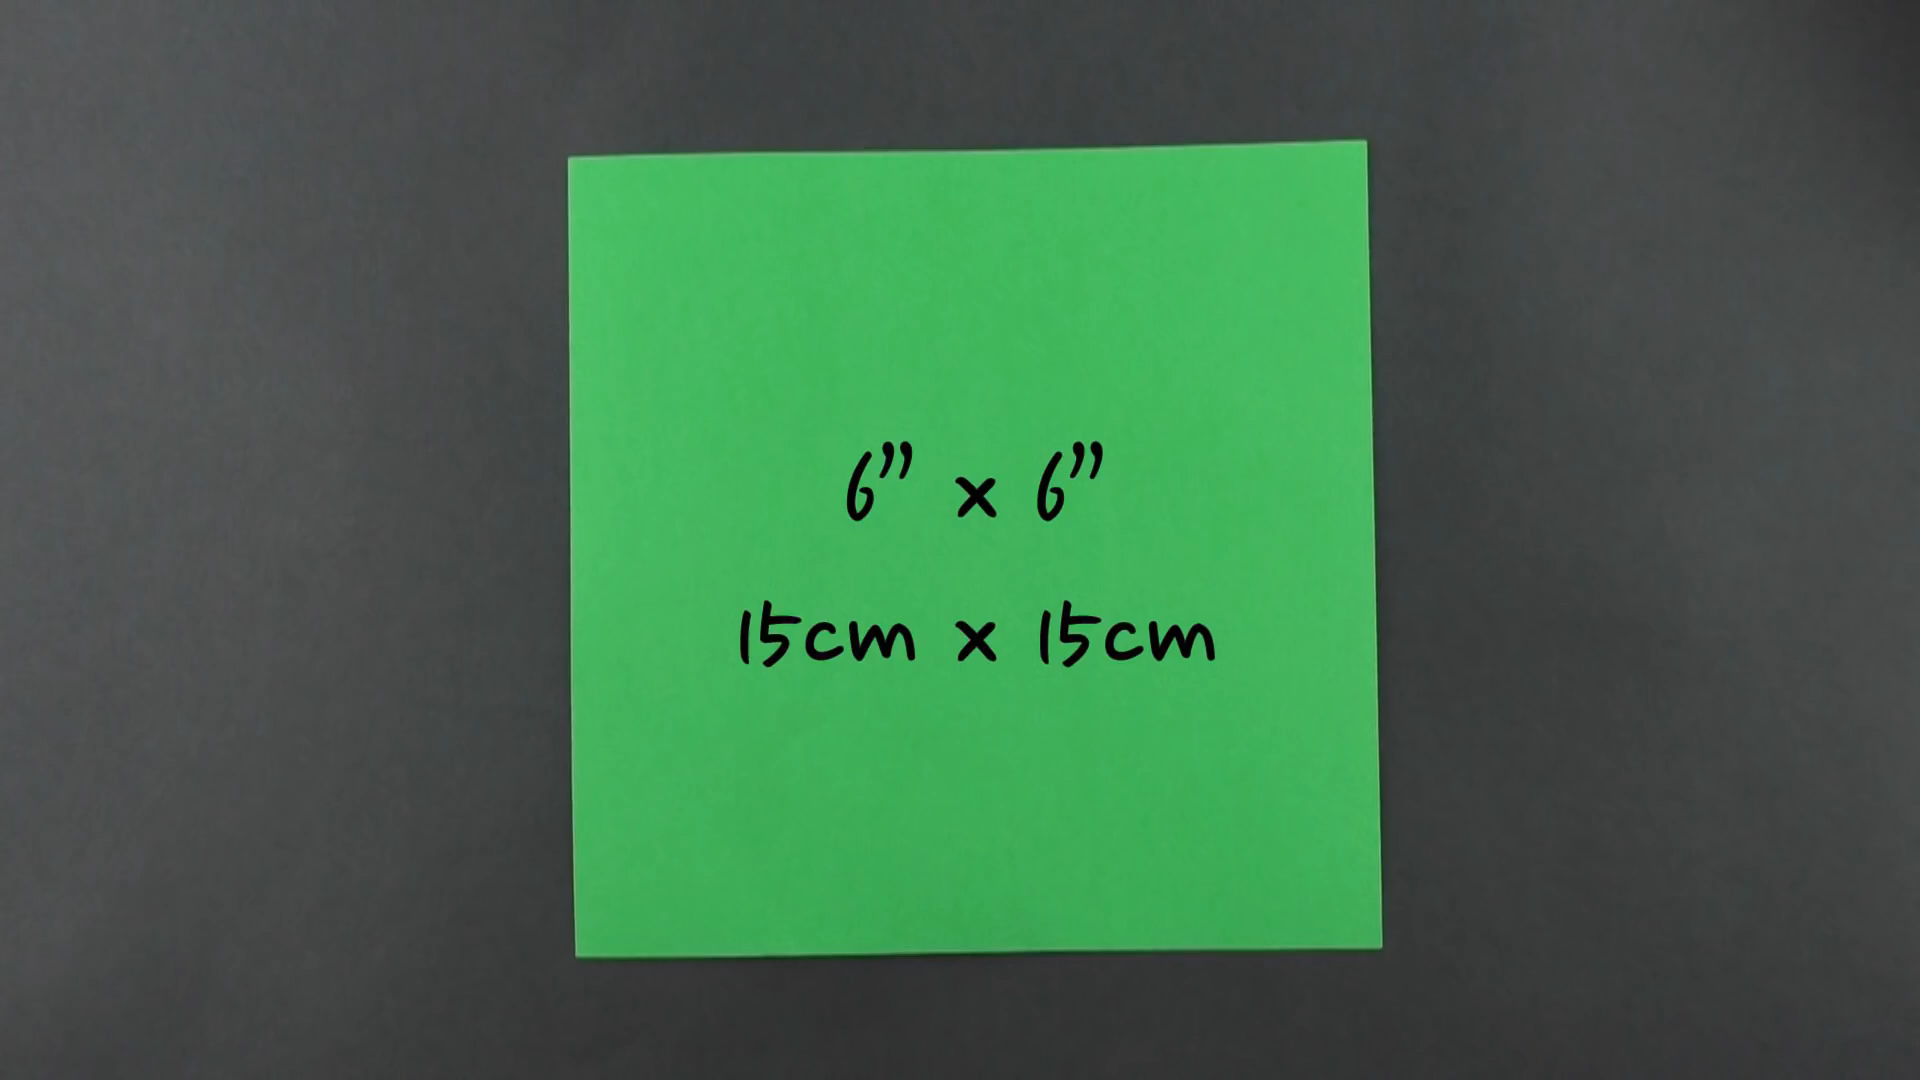 6” x 6”
15cm x 15cm